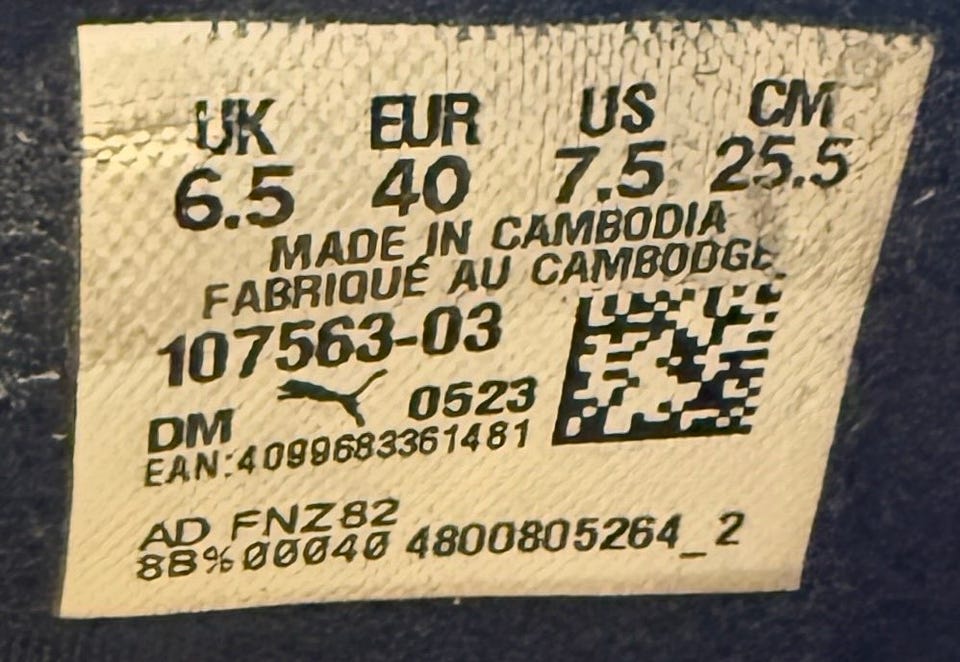 UK EUR US CM
6.5 40 7.5 25.5
MADE IN CAMBODIA
FABRIQUÉ AU CAMBODGE
107563-03
DM 0523
EAN:4099683361481
AD FNZ82
8B%00040 4800805264_2